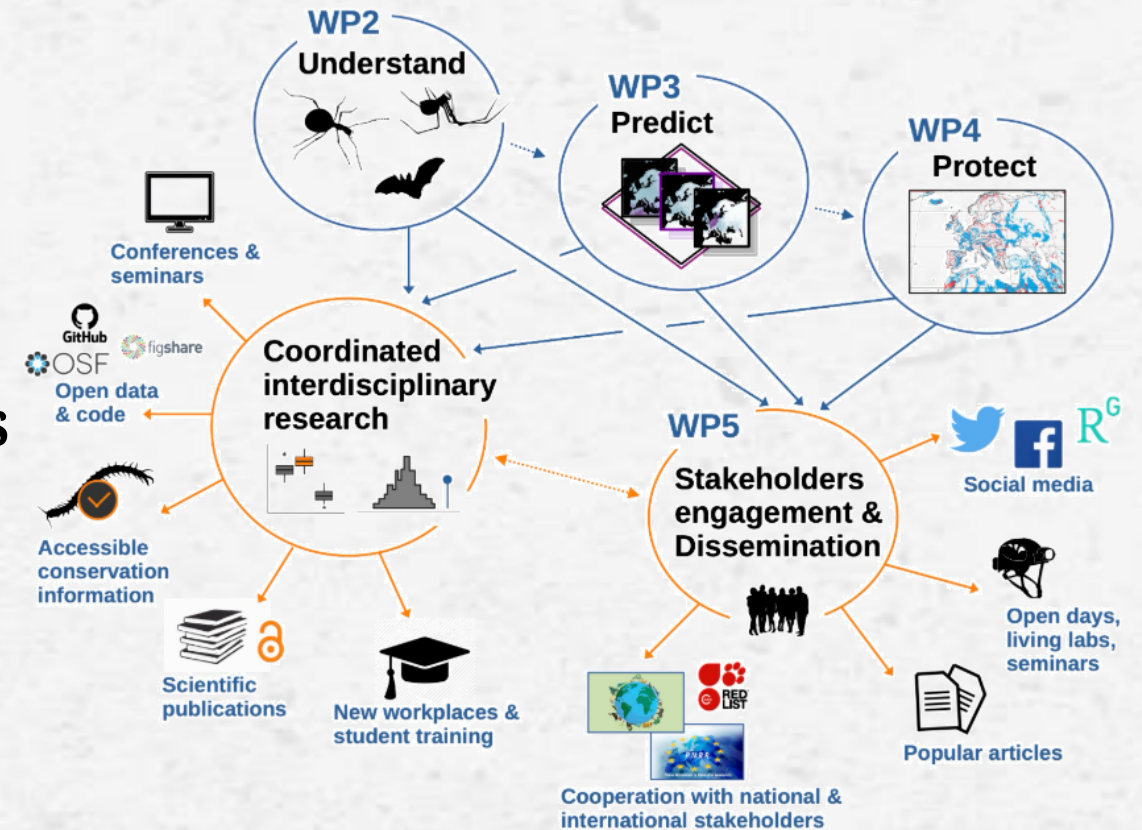 WP2
Understand
WP3
Predict
WP4
Protect
Conferences &
seminars
GitHub
OSF
figshare
Open data
& code
s
Coordinated
interdisciplinary
research
WP5
Stakeholders
engagement &
Dissemination
RG
Social media
Accessible
conservation
information
Open days,
living labs,
seminars
Scientific
publications
New workplaces &
student training
RED
LIST
Popular articles
Cooperation with national &
international stakeholders